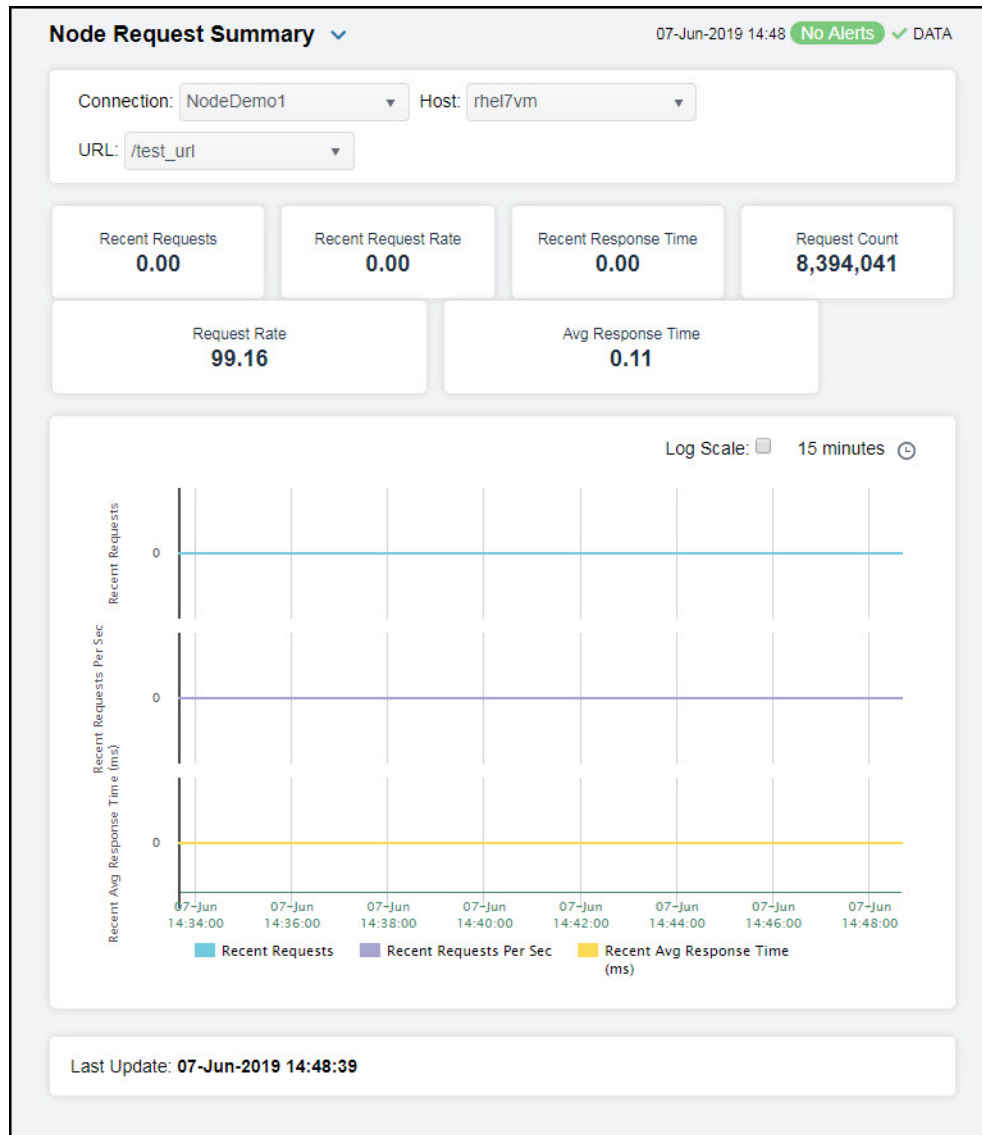 Node Request Summary
07-Jun-2019 14:48 No Alerts DATA
Connection: NodeDemo1 Host: rhel7vm
URL: /test_url
Recent Requests
0.00
Recent Request Rate
0.00
Recent Response Time
0.00
Request Count
8,394,041
Request Rate
99.16
Avg Response Time
0.11
Log Scale: 15 minutes
Recent Requests
0
Recent Requests Per Sec
0
Recent Avg Response Time (ms)
0
07-Jun 07-Jun 07-Jun 07-Jun 07-Jun 07-Jun 07-Jun 07-Jun
14:34:00 14:36:00 14:38:00 14:40:00 14:42:00 14:44:00 14:46:00 14:48:00
Recent Requests Recent Requests Per Sec Recent Avg Response Time
(ms)
Last Update: 07-Jun-2019 14:48:39